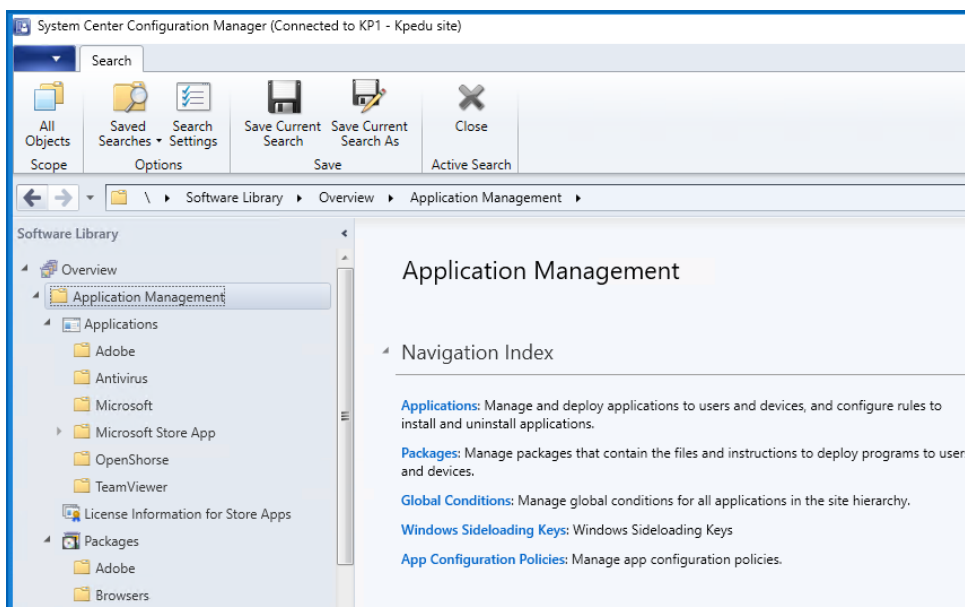 System Center Configuration Manager (Connected to KP1 - Kpedu site)
Search
All Objects
Saved Searches
Search Settings
Save Current Search
Save Current Search As
Close
Scope
Options
Save
Active Search
\ Software Library Overview Application Management
Software Library
Overview
Application Management
Applications
Adobe
Antivirus
Microsoft
Microsoft Store App
OpenShorse
TeamViewer
License Information for Store Apps
Packages
Adobe
Browsers
Application Management
Navigation Index
Applications: Manage and deploy applications to users and devices, and configure rules to
install and uninstall applications.
Packages: Manage packages that contain the files and instructions to deploy programs to users
and devices.
Global Conditions: Manage global conditions for all applications in the site hierarchy.
Windows Sideloading Keys: Windows Sideloading Keys
App Configuration Policies: Manage app configuration policies.